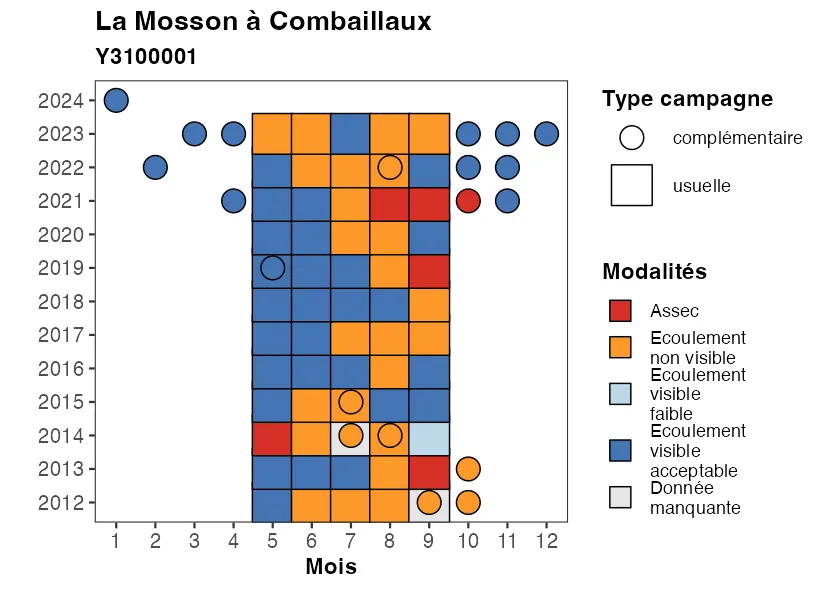 La Mosson à Combaillaux
Y3100001
2024
2023
2022
2021
2020
2019
2018
2017
2016
2015
2014
2013
2012
1 2 3 4 5 6 7 8 9 10 11 12
Mois
Type campagne
complémentaire
usuelle
Modalités
Assec
Ecoulement
non visible
Ecoulement
visible
faible
Ecoulement
visible
acceptable
Donnée
manquante